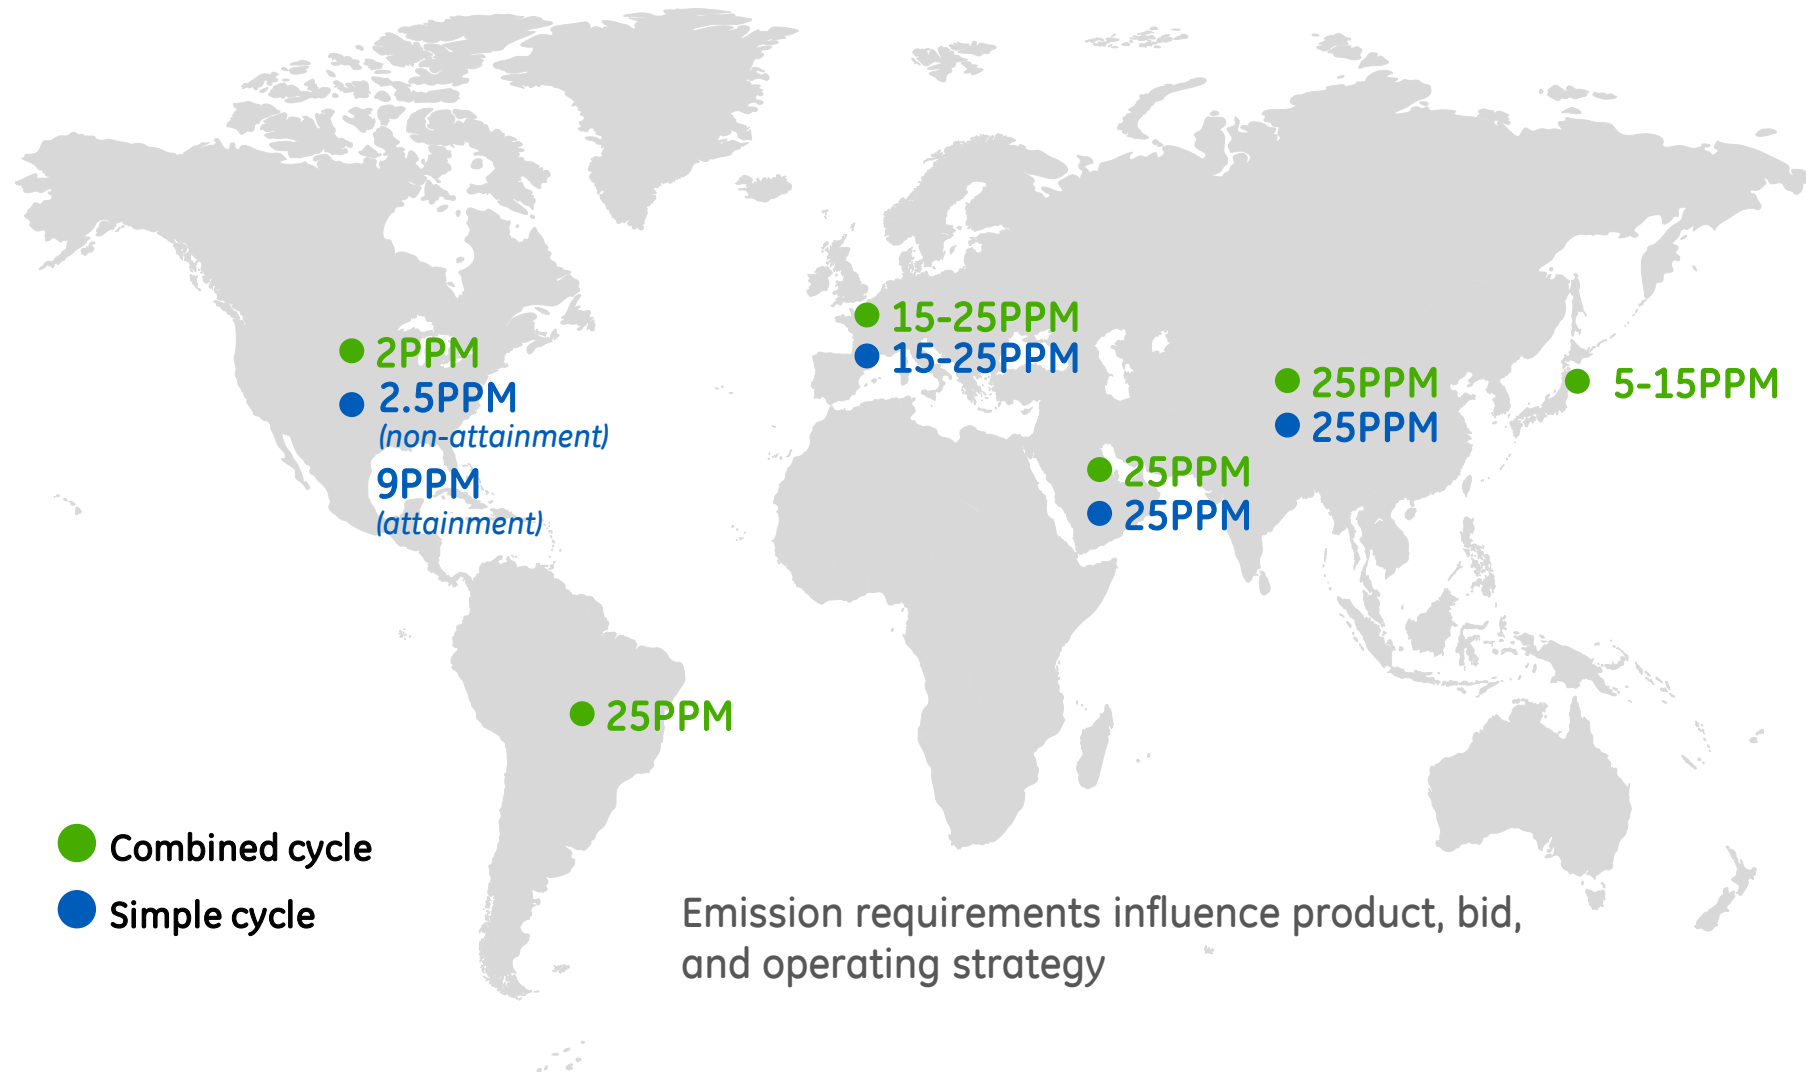 2PPM
2.5PPM
(non-attainment)
9PPM
(attainment)
15-25PPM
15-25PPM
25PPM
25PPM
5-15PPM
25PPM
25PPM
25PPM
Combined cycle
Simple cycle
Emission requirements influence product, bid,
and operating strategy